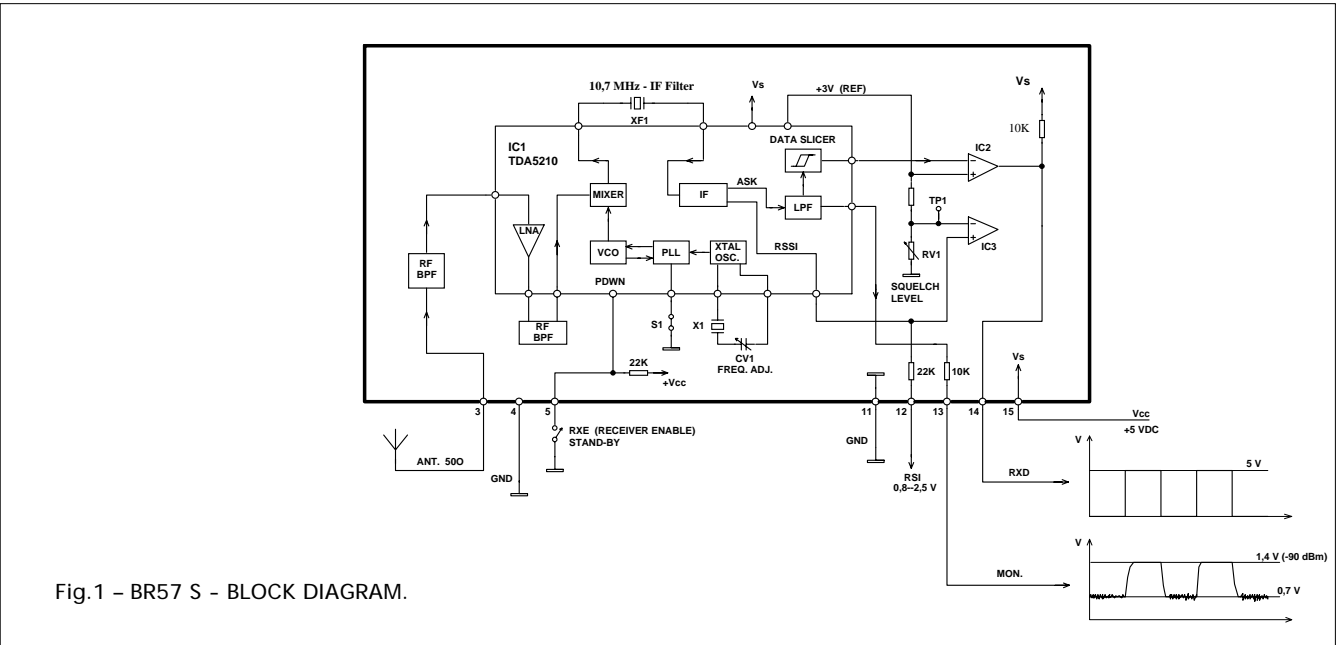 10,7 MHz - IF Filter
XF1
Vs
+3V (REF)
Vs
10K
IC1
TDA5210
DATA SLICER
IC2
MIXER
IF
ASK
LPF
TP1
IC3
LNA
RSSI
RV1
SQUELCH
LEVEL
VCO
PLL
XTAL
OSC.
RF
BPF
PDWN
RF
BPF
S1
X1
CV1
FREQ. ADJ.
22K
+Vcc
22K
10K
Vs
3
4
5
11
12
13
14
15
Vcc
+5 VDC
RXE (RECEIVER ENABLE)
STAND-BY
GND
ANT. 50O
GND
RSI
0,8--2,5 V
RXD
V
5 V
MON.
V
1,4 V (-90 dBm)
0,7 V
Fig.1 – BR57 S - BLOCK DIAGRAM.